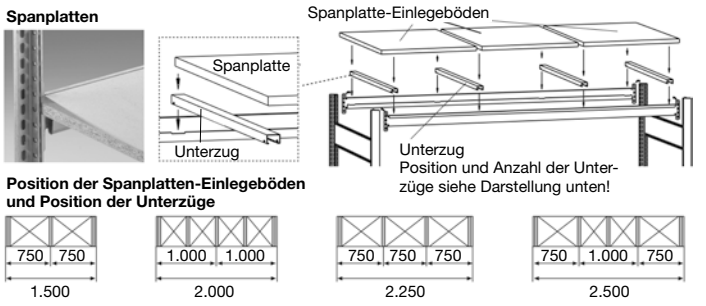 Spanplatten
Spanplatte-Einlegeböden
Spanplatte
Unterzug
Unterzug
Position und Anzahl der Unter-
züge siehe Darstellung unten!
Position der Spanplatten-Einlegeböden
und Position der Unterzüge
750 750
1.500
1.000 1.000
2.000
750 750 750
2.250
750 1.000 750
2.500